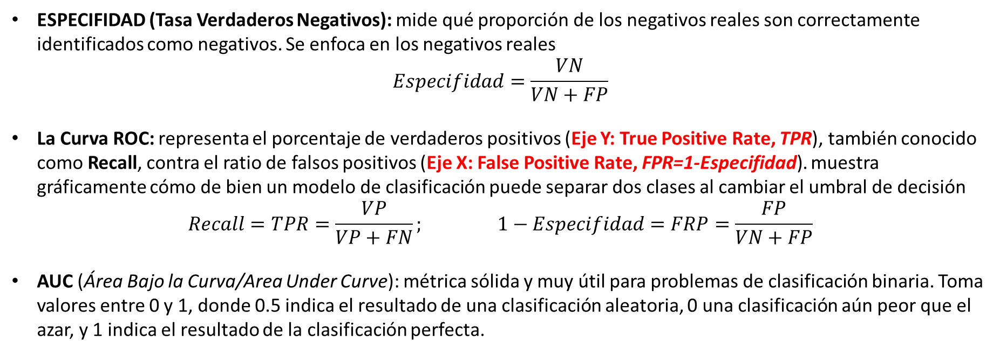 • ESPECIFIDAD (Tasa Verdaderos Negativos): mide qué proporción de los negativos reales son correctamente
identificados como negativos. Se enfoca en los negativos reales
Especifidad = VN / (VN + FP)
• La Curva ROC: representa el porcentaje de verdaderos positivos (Eje Y: True Positive Rate, TPR), también conocido
como Recall, contra el ratio de falsos positivos (Eje X: False Positive Rate, FPR=1-Especifidad). muestra
gráficamente cómo de bien un modelo de clasificación puede separar dos clases al cambiar el umbral de decisión
Recall = TPR = VP / (VP + FN); 1 − Especifidad = FRP = FP / (VN + FP)
• AUC (Área Bajo la Curva/Area Under Curve): métrica sólida y muy útil para problemas de clasificación binaria. Toma
valores entre 0 y 1, donde 0.5 indica el resultado de una clasificación aleatoria, 0 una clasificación aún peor que el
azar, y 1 indica el resultado de la clasificación perfecta.